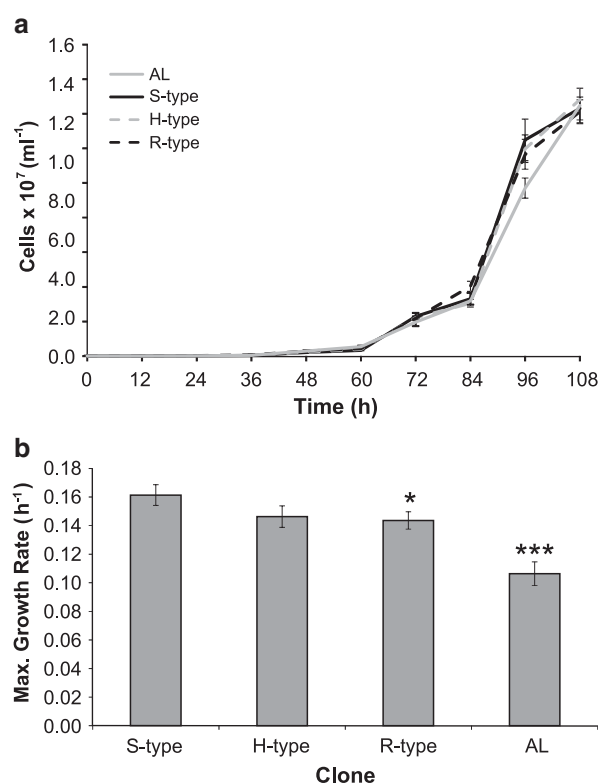 a
1.6
1.4
1.2
1.0
8.0
6.0
4.0
2.0
0.0
Cells x 10⁷ (ml⁻¹)
AL
S-type
H-type
R-type
0 12 24 36 48 60 72 84 96 108
Time (h)
b
0.18
0.16
0.14
0.12
0.10
0.08
0.06
0.04
0.02
0.00
Max. Growth Rate (h⁻¹)
*
***
S-type H-type R-type AL
Clone